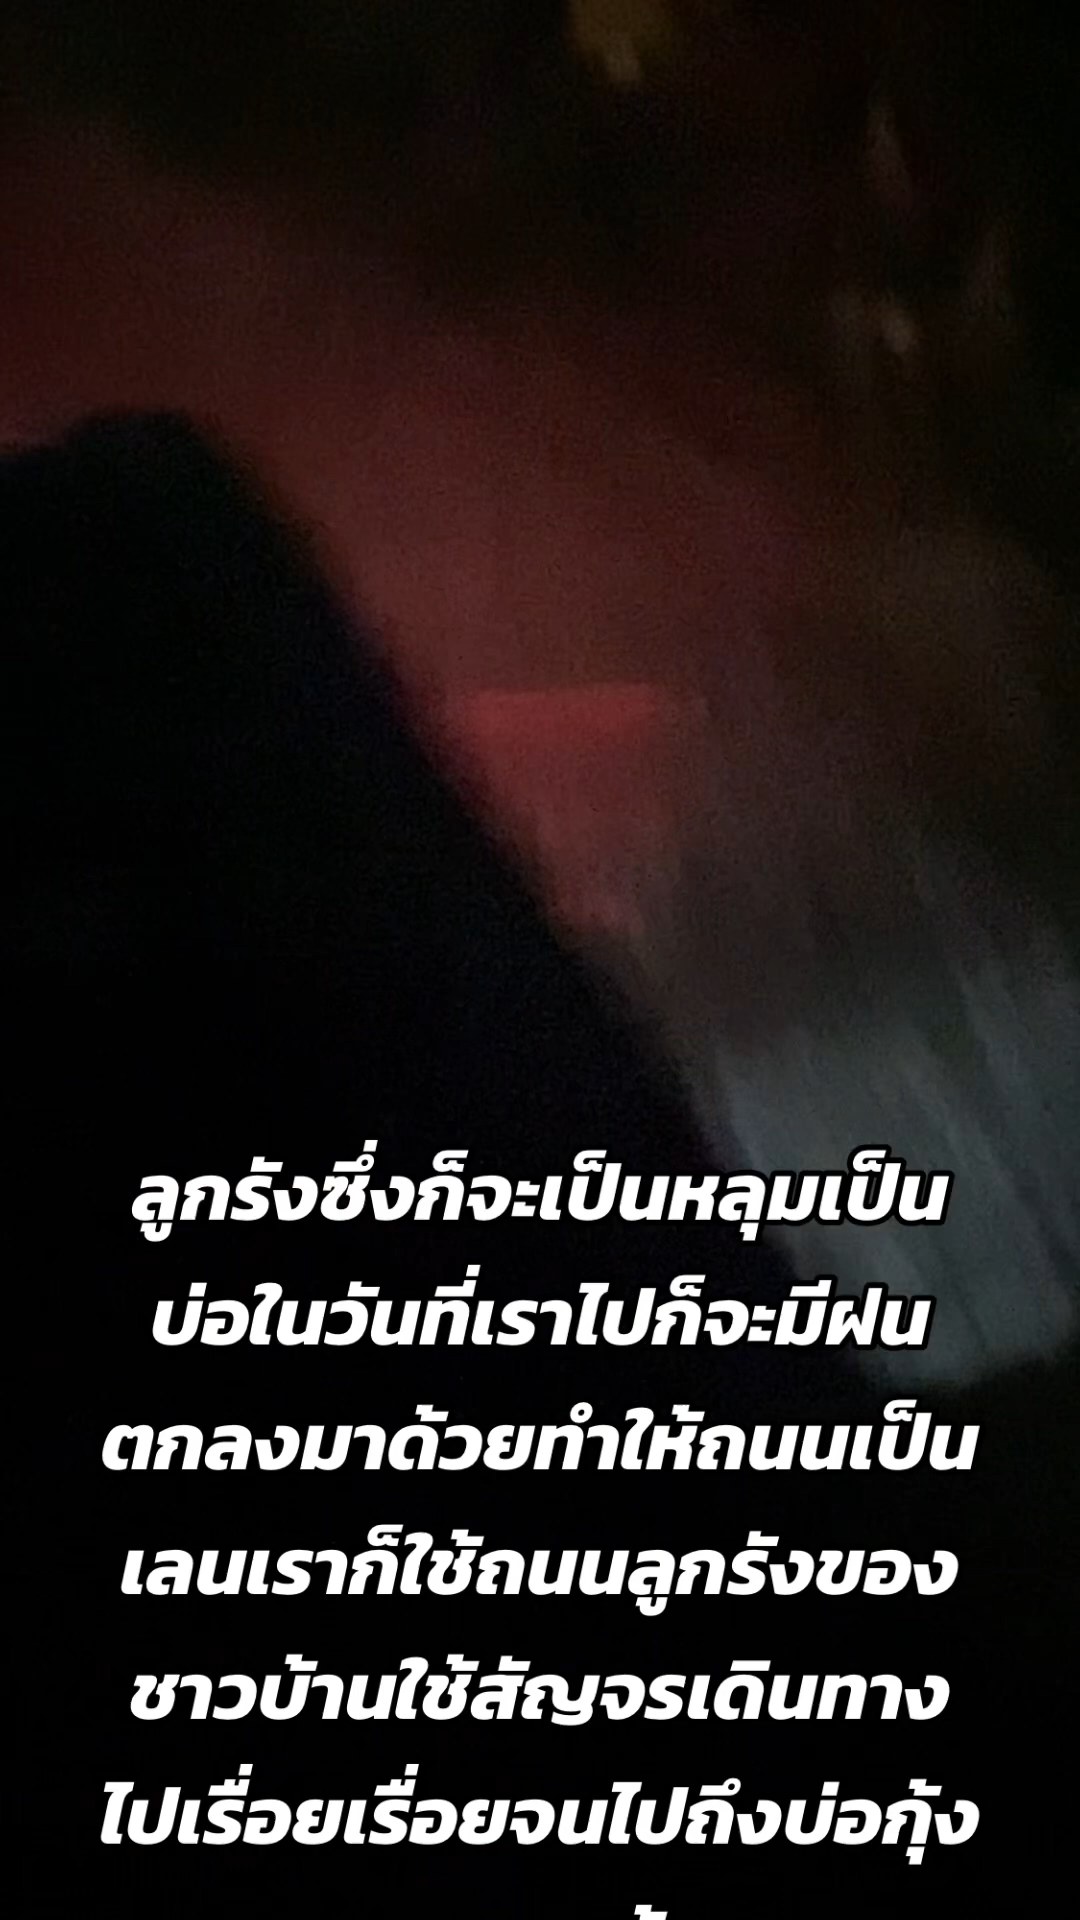 ลูกรังซึ่งก็จะเป็นหลุมเป็น
บ่อในวันที่เราไปก็จะมีฝน
ตกลงมาด้วยทำให้ถนนเป็น
เลนเราก็ใช้ถนนลูกรังของ
ชาวบ้านใช้สัญจรเดินทาง
ไปเรื่อยเรื่อยจนไปถึงบ่อกุ้ง